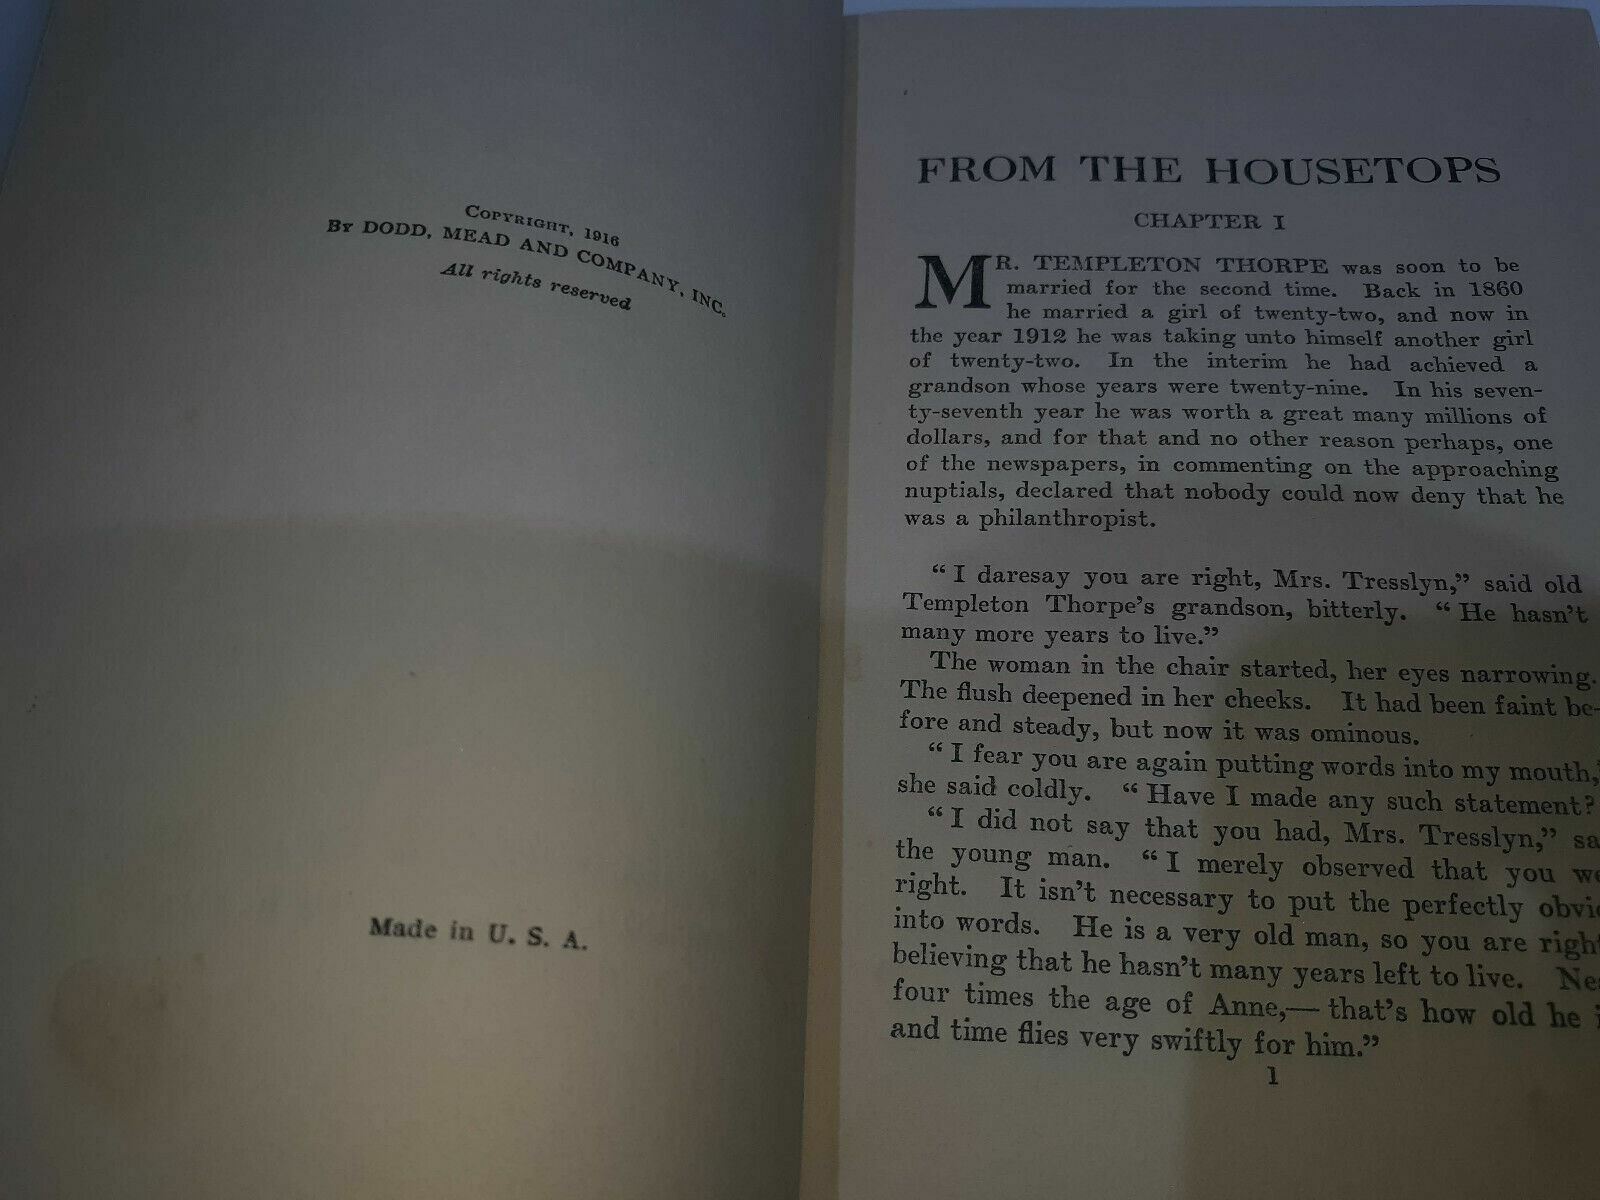 COPYRIGHT, 1916
BY DODD, MEAD AND COMPANY, INC.
All rights reserved
Made in U. S. A.
FROM THE HOUSETOPS
CHAPTER I
MR. TEMPLETON THORPE was soon to be
married for the second time. Back in 1860
he married a girl of twenty-two, and now in
the year 1912 he was taking unto himself another girl
of twenty-two. In the interim he had achieved a
grandson whose years were twenty-nine. In his seven-
ty-seventh year he was worth a great many millions of
dollars, and for that and no other reason perhaps, one
of the newspapers, in commenting on the approaching
nuptials, declared that nobody could now deny that he
was a philanthropist.
“I daresay you are right, Mrs. Tresslyn,” said old
Templeton Thorpe's grandson, bitterly. “He hasn't
many more years to live.”
The woman in the chair started, her eyes narrowing.
The flush deepened in her cheeks. It had been faint be-
fore and steady, but now it was ominous.
“I fear you are again putting words into my mouth,”
she said coldly. “Have I made any such statement?
“I did not say that you had, Mrs. Tresslyn,” sa
the young man. “I merely observed that you we
right. It isn't necessary to put the perfectly obvi
into words. He is a very old man, so you are right
believing that he hasn't many years left to live. Ne
four times the age of Anne,—that's how old he i
and time flies very swiftly for him.”
1